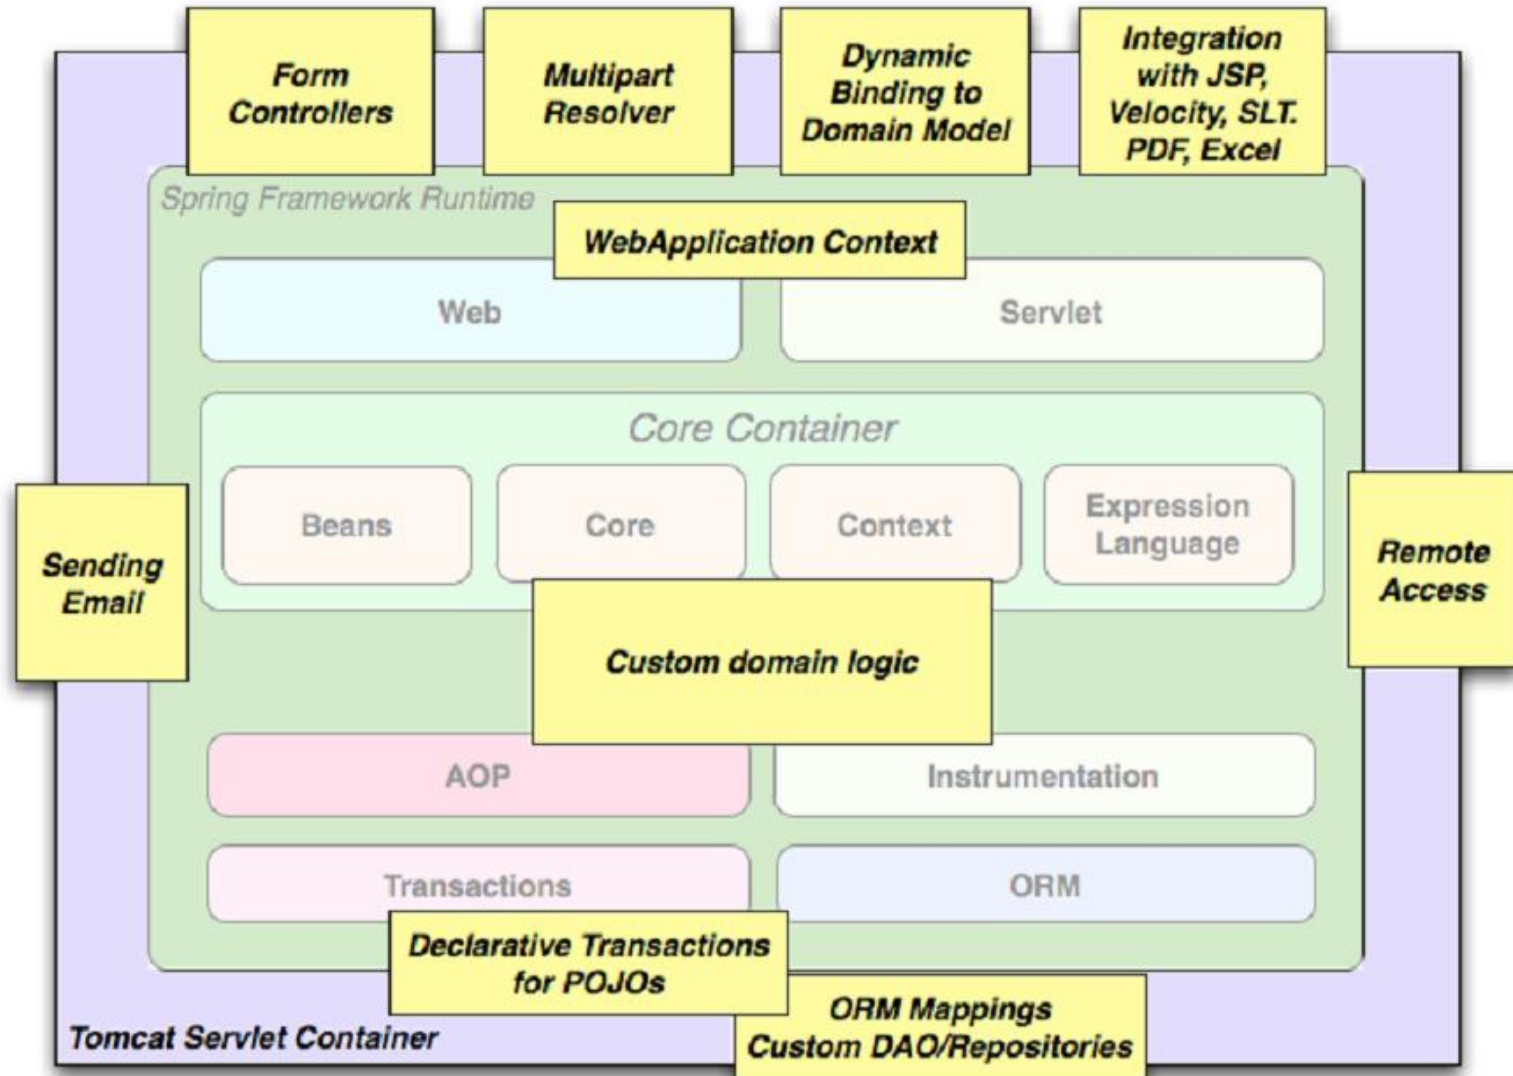 Form
Controllers
Multipart
Resolver
Dynamic
Binding to
Domain Model
Integration
with JSP,
Velocity, SLT.
PDF, Excel
Spring Framework Runtime
WebApplication Context
Web
Servlet
Core Container
Beans
Core
Context
Expression
Language
Sending
Email
Remote
Access
Custom domain logic
AOP
Instrumentation
Transactions
ORM
Declarative Transactions
for POJOs
ORM Mappings
Custom DAO/Repositories
Tomcat Servlet Container